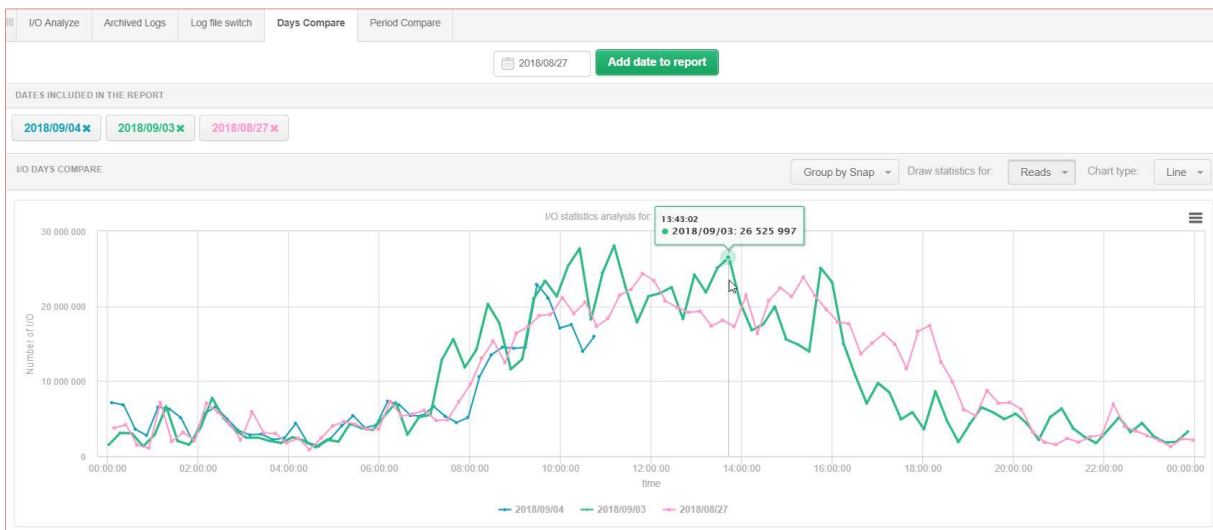 I/O Analyze Archived Logs Log file switch Days Compare Period Compare
2018/08/27 Add date to report
DATES INCLUDED IN THE REPORT
2018/09/04 × 2018/09/03 × 2018/08/27 ×
I/O DAYS COMPARE Group by Snap Draw statistics for: Reads Chart type: Line
I/O statistics analysis for:
13:43:02
2018/09/03: 26 525 997
30 000 000
20 000 000
10 000 000
0
Number of I/O
00:00:00 02:00:00 04:00:00 06:00:00 08:00:00 10:00:00 12:00:00 14:00:00 16:00:00 18:00:00 20:00:00 22:00:00 00:00:00
time
2018/09/04 2018/09/03 2018/08/27